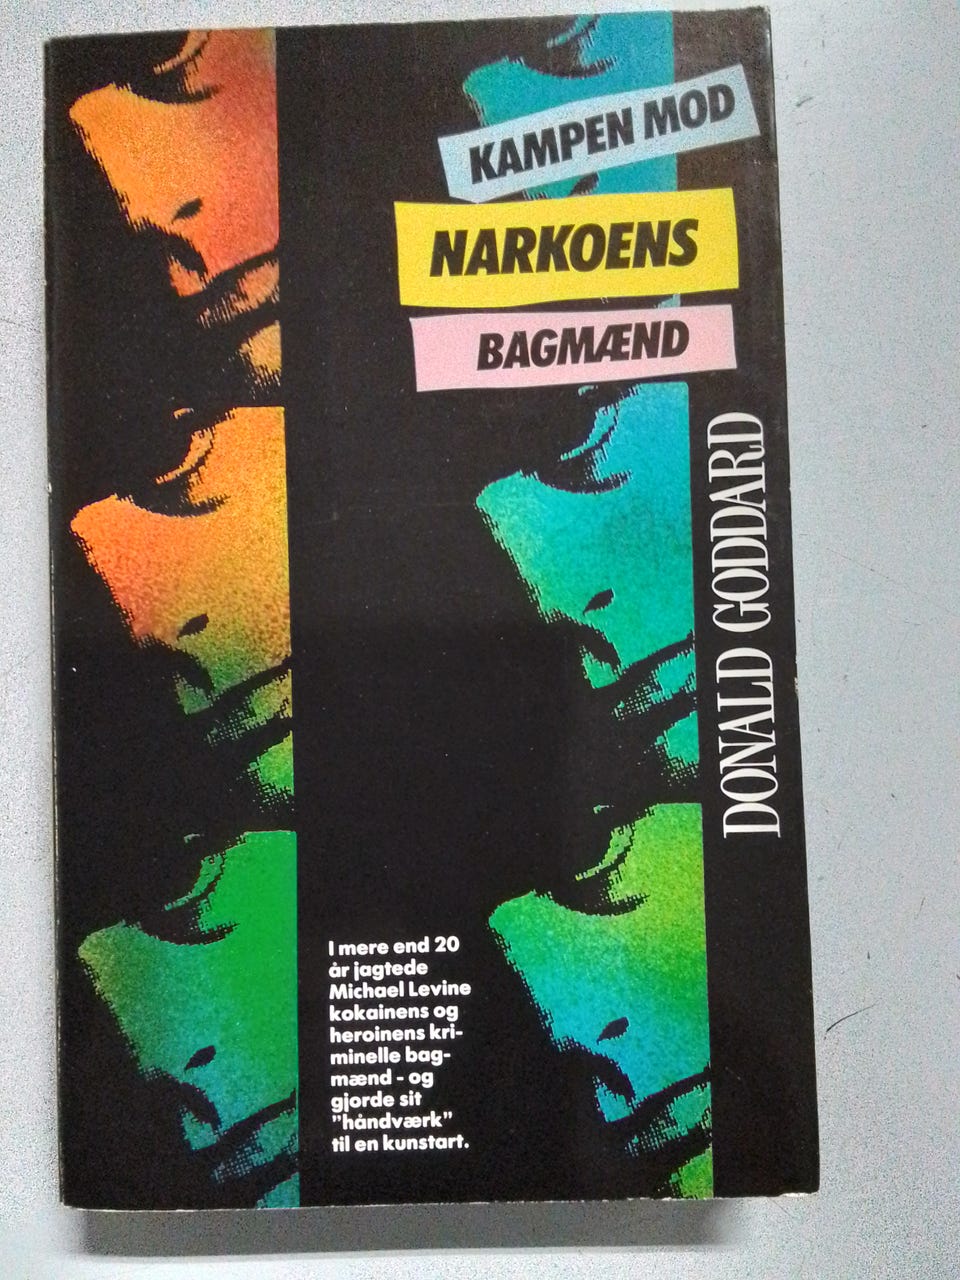 KAMPEN MOD
NARKOENS
BAGMÆND
DONALD GODDARD
I mere end 20
år jagtede
Michael Levine
kokainens og
heroinens kri-
minelle bag-
mænd - og
gjorde sit
"håndværk"
til en kunstart.